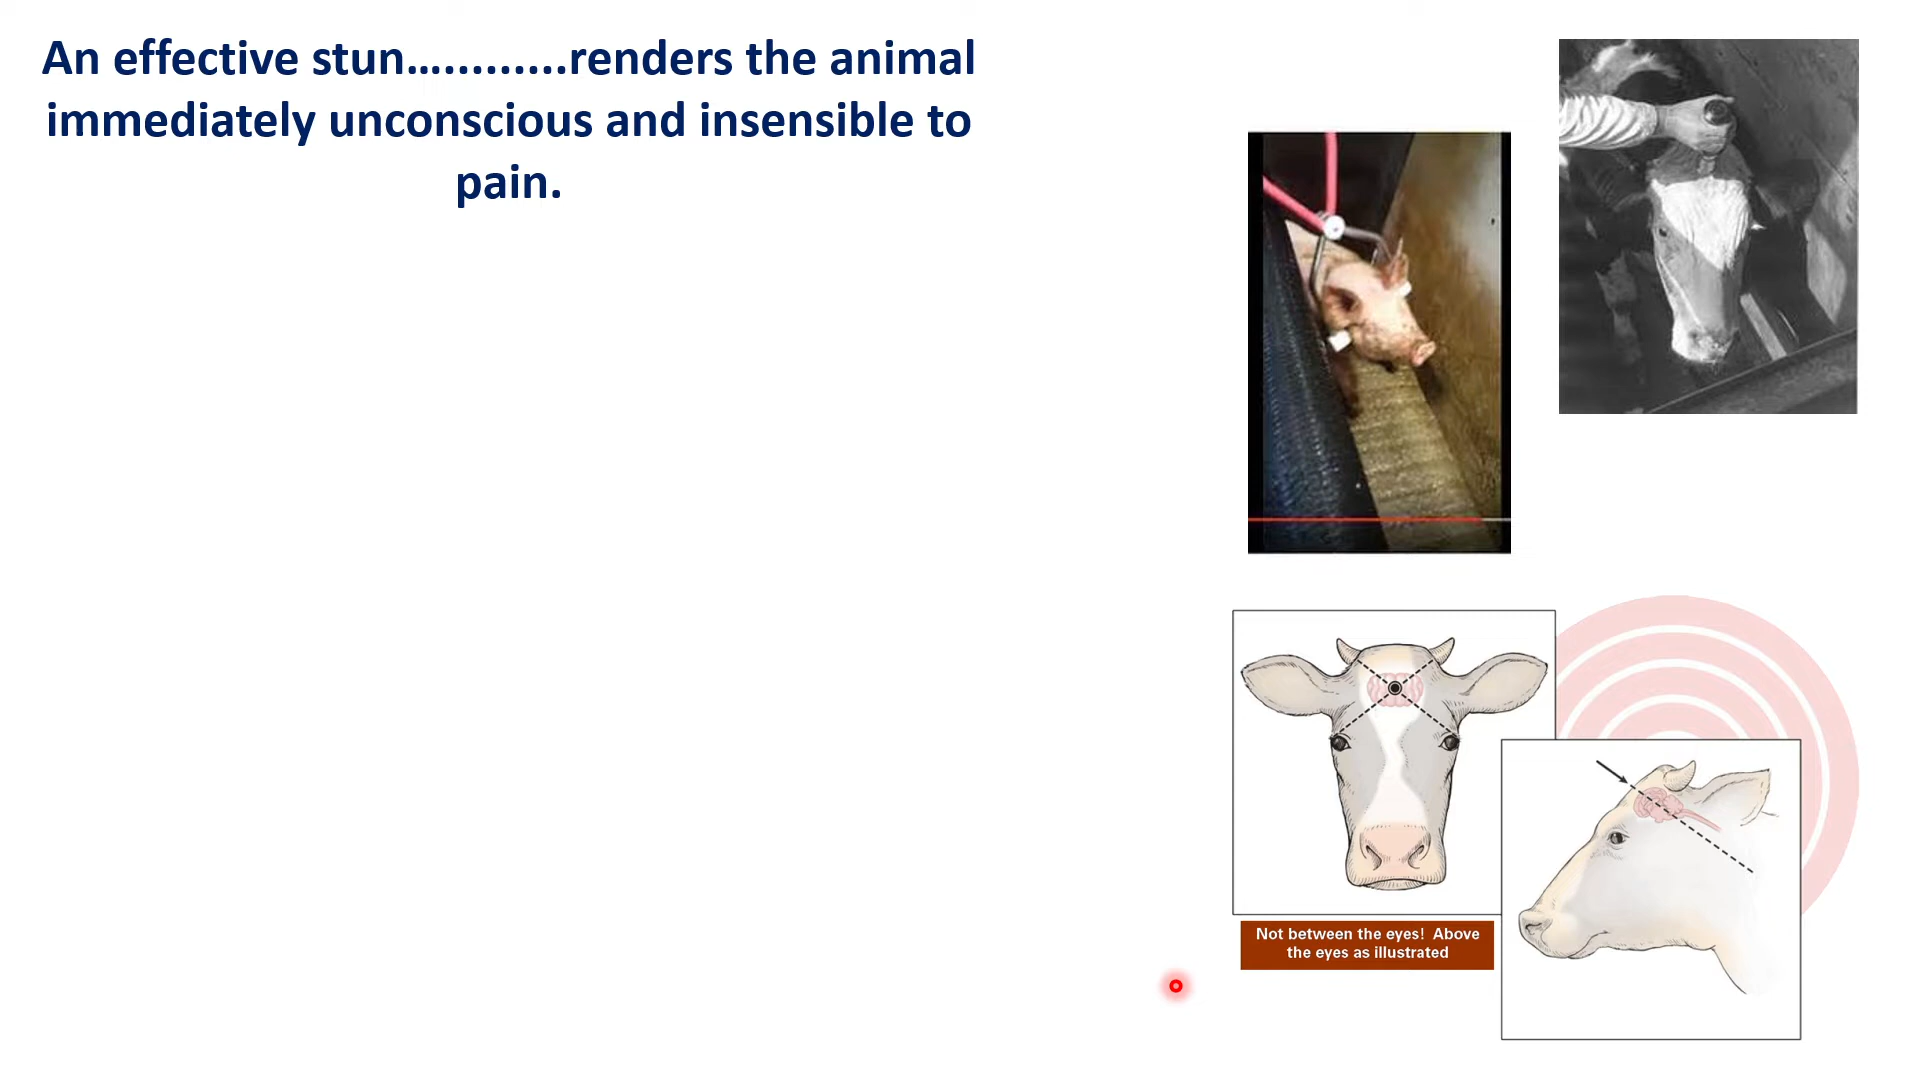 An effective stun.............renders the animal
immediately unconscious and insensible to
pain.
Not between the eyes! Above
the eyes as illustrated